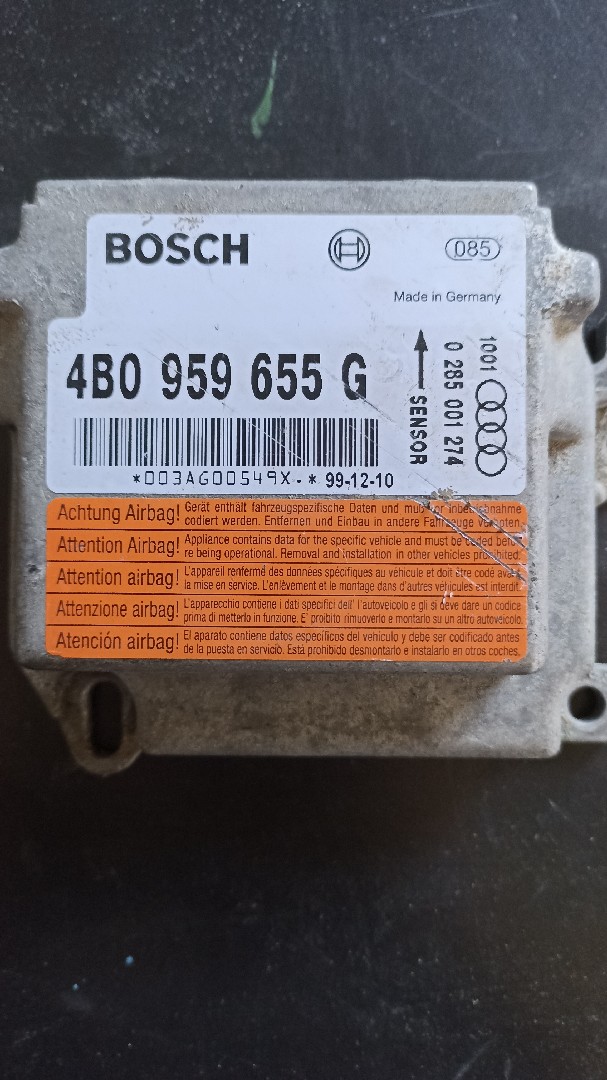 BOSCH
085
Made in Germany
4B0 959 655 G
SENSOR
0 285 001 274
1001
*003AG00549X-* 99-12-10
Achtung Airbag! Gerät enthält fahrzeugspezifische Daten und muß vor Inbetriebnahme
codiert werden. Entfernen und Einbau in andere Fahrzeuge verboten.
Attention Airbag! Appliance contains data for the specific vehicle and must be coded befo-
re being operational. Removal and installation in other vehicles prohibited.
Attention airbag! L'appareil renferme des données spécifiques au véhicule et doit être codé avant
la mise en service. L'enlèvement et le montage dans d'autres véhicules est interdit.
Attenzione airbag! L'apparecchio contiene i dati specifici dell' l'autoveicolo e gli si deve dare un codice
prima di metterlo in funzione. E' proibito rimuoverlo e montarlo su un altro autoveicolo.
Atención airbag! El aparato contiene datos específicos del vehículo y debe ser codificado antes
de la puesta en servicio. Está prohibido desmontarlo e instalarlo en otros coches.